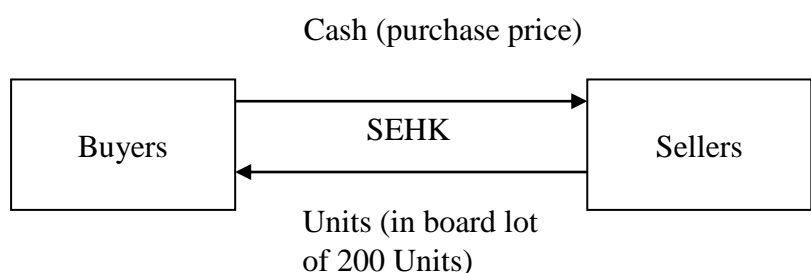 Cash (purchase price)
Buyers
SEHK
Sellers
Units (in board lot
of 200 Units)